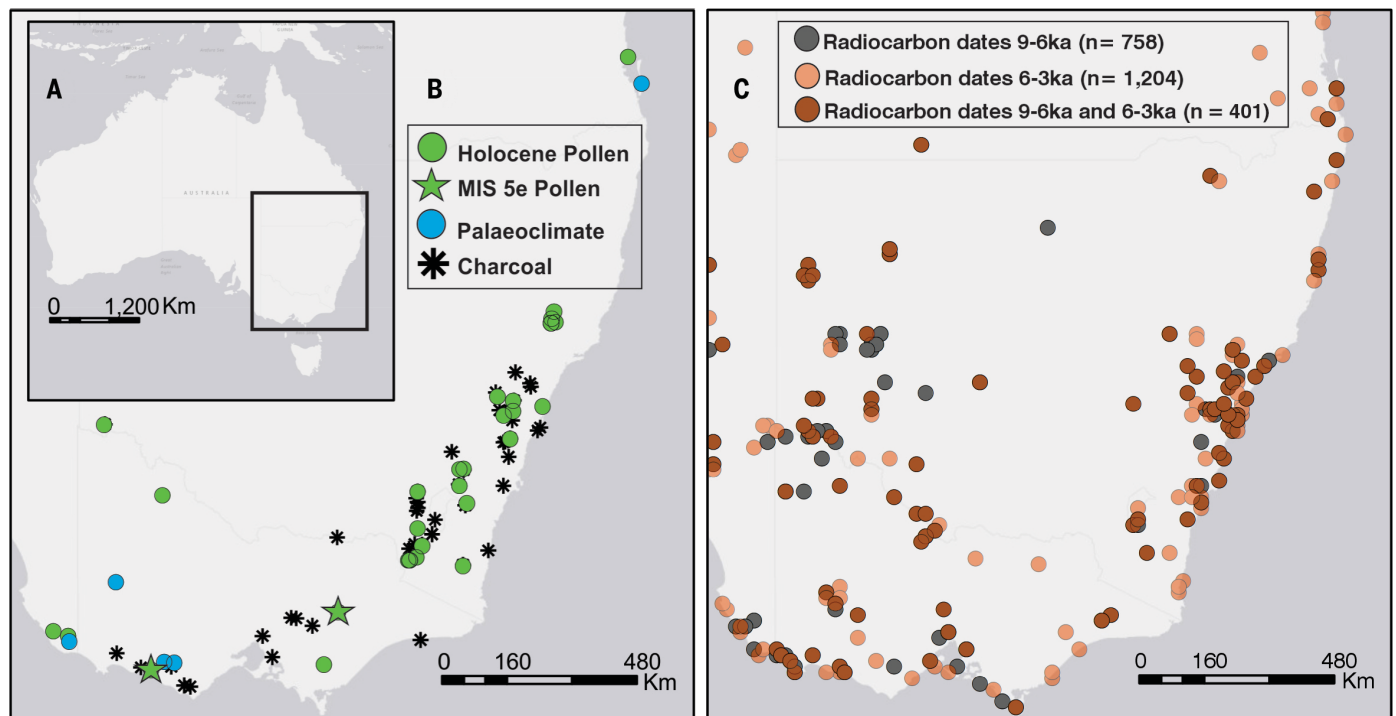 A
AUSTRALIA
0 1,200 Km
B
Holocene Pollen
MIS 5e Pollen
Palaeoclimate
Charcoal
0 160 480
Km
C
Radiocarbon dates 9-6ka (n= 758)
Radiocarbon dates 6-3ka (n= 1,204)
Radiocarbon dates 9-6ka and 6-3ka (n = 401)
0 160 480
Km